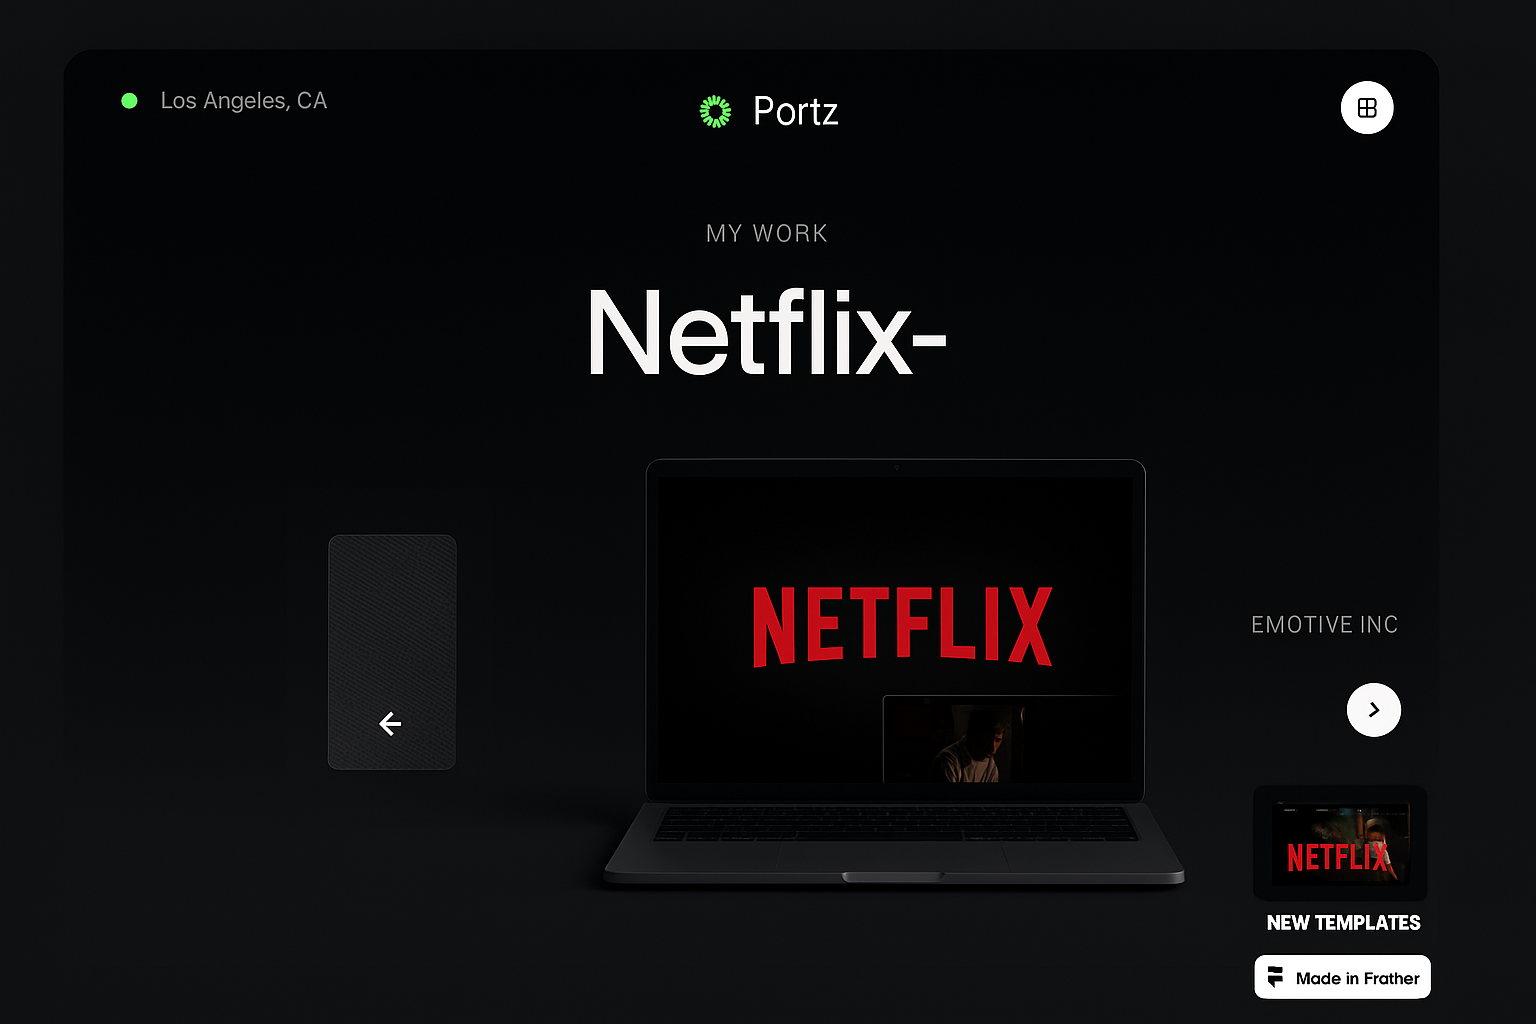 Los Angeles, CA
Portz
MY WORK
Netflix-
NETFLIX
EMOTIVE INC
NETFLIX
NEW TEMPLATES
Made in Frather